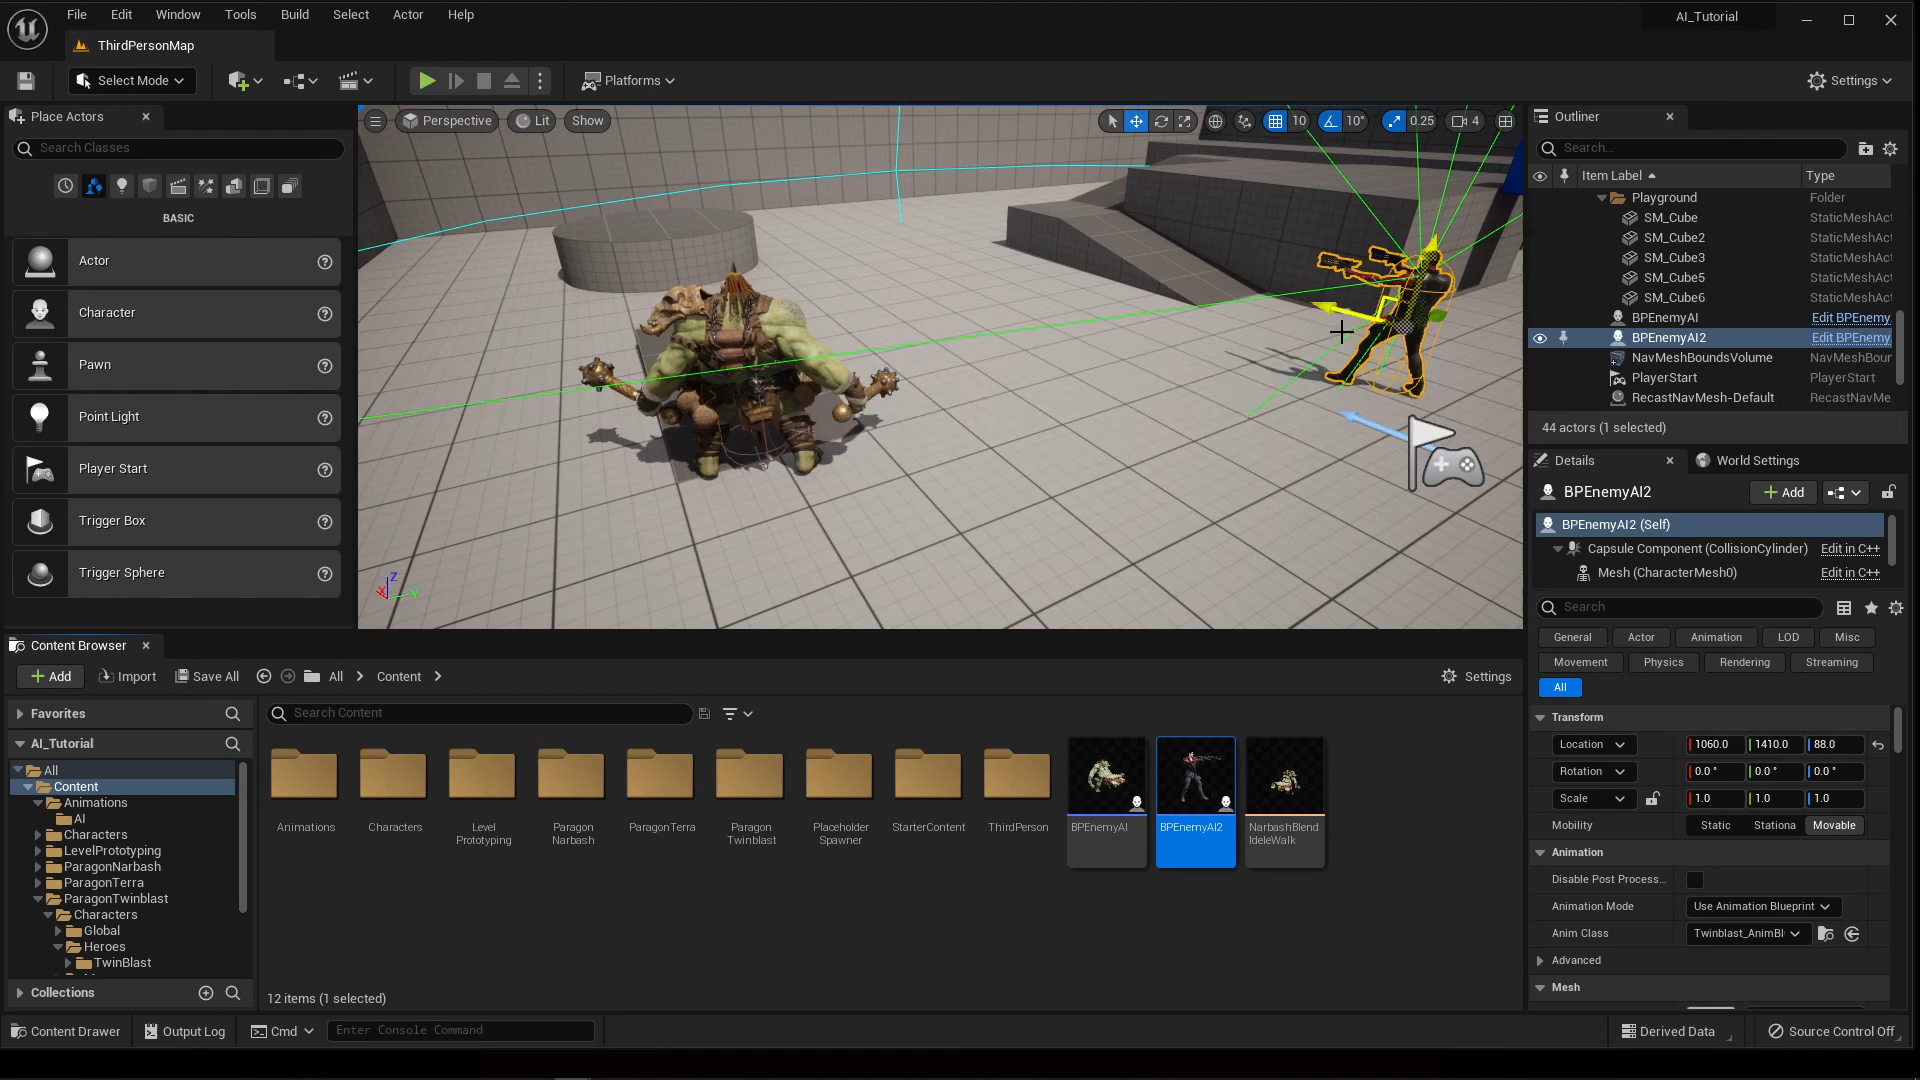 File Edit Window Tools Build Select Actor Help
AI_Tutorial
ThirdPersonMap
Select Mode
Platforms
Settings
Place Actors
Search Classes
BASIC
Actor
Character
Pawn
Point Light
Player Start
Trigger Box
Trigger Sphere
Perspective
Lit
Show
10
10°
0.25
4
X Y Z
Outliner
Search...
Item Label Type
Playground Folder
SM_Cube StaticMeshAct
SM_Cube2 StaticMeshAct
SM_Cube3 StaticMeshAct
SM_Cube5 StaticMeshAct
SM_Cube6 StaticMeshAct
BPEnemyAI Edit BPEnemy
BPEnemyAI2 Edit BPEnemy
NavMeshBoundsVolume NavMeshBour
PlayerStart PlayerStart
RecastNavMesh-Default RecastNavMe
44 actors (1 selected)
Details World Settings
BPEnemyAI2 Add
BPEnemyAI2 (Self)
Capsule Component (CollisionCylinder) Edit in C++
Mesh (CharacterMesh0) Edit in C++
Search
General Actor Animation LOD Misc
Movement Physics Rendering Streaming
All
Transform
Location 1060.0 1410.0 88.0
Rotation 0.0 ° 0.0 ° 0.0 °
Scale 1.0 1.0 1.0
Mobility Static Stationa Movable
Animation
Disable Post Process...
Animation Mode Use Animation Blueprint
Anim Class Twinblast_AnimBl
Advanced
Mesh
Content Browser
Add Import Save All All Content Settings
Favorites
AI_Tutorial
All
Content
Animations
AI
Characters
LevelPrototyping
ParagonNarbash
ParagonTerra
ParagonTwinblast
Characters
Global
Heroes
TwinBlast
Collections
Search Content
Animations
Characters
Level
Prototyping
Paragon
Narbash
ParagonTerra
Paragon
Twinblast
Placeholder
Spawner
StarterContent
ThirdPerson
BPEnemyAI
BPEnemyAI2
NarbashBlend
IdeleWalk
12 items (1 selected)
Content Drawer Output Log Cmd Enter Console Command Derived Data Source Control Off